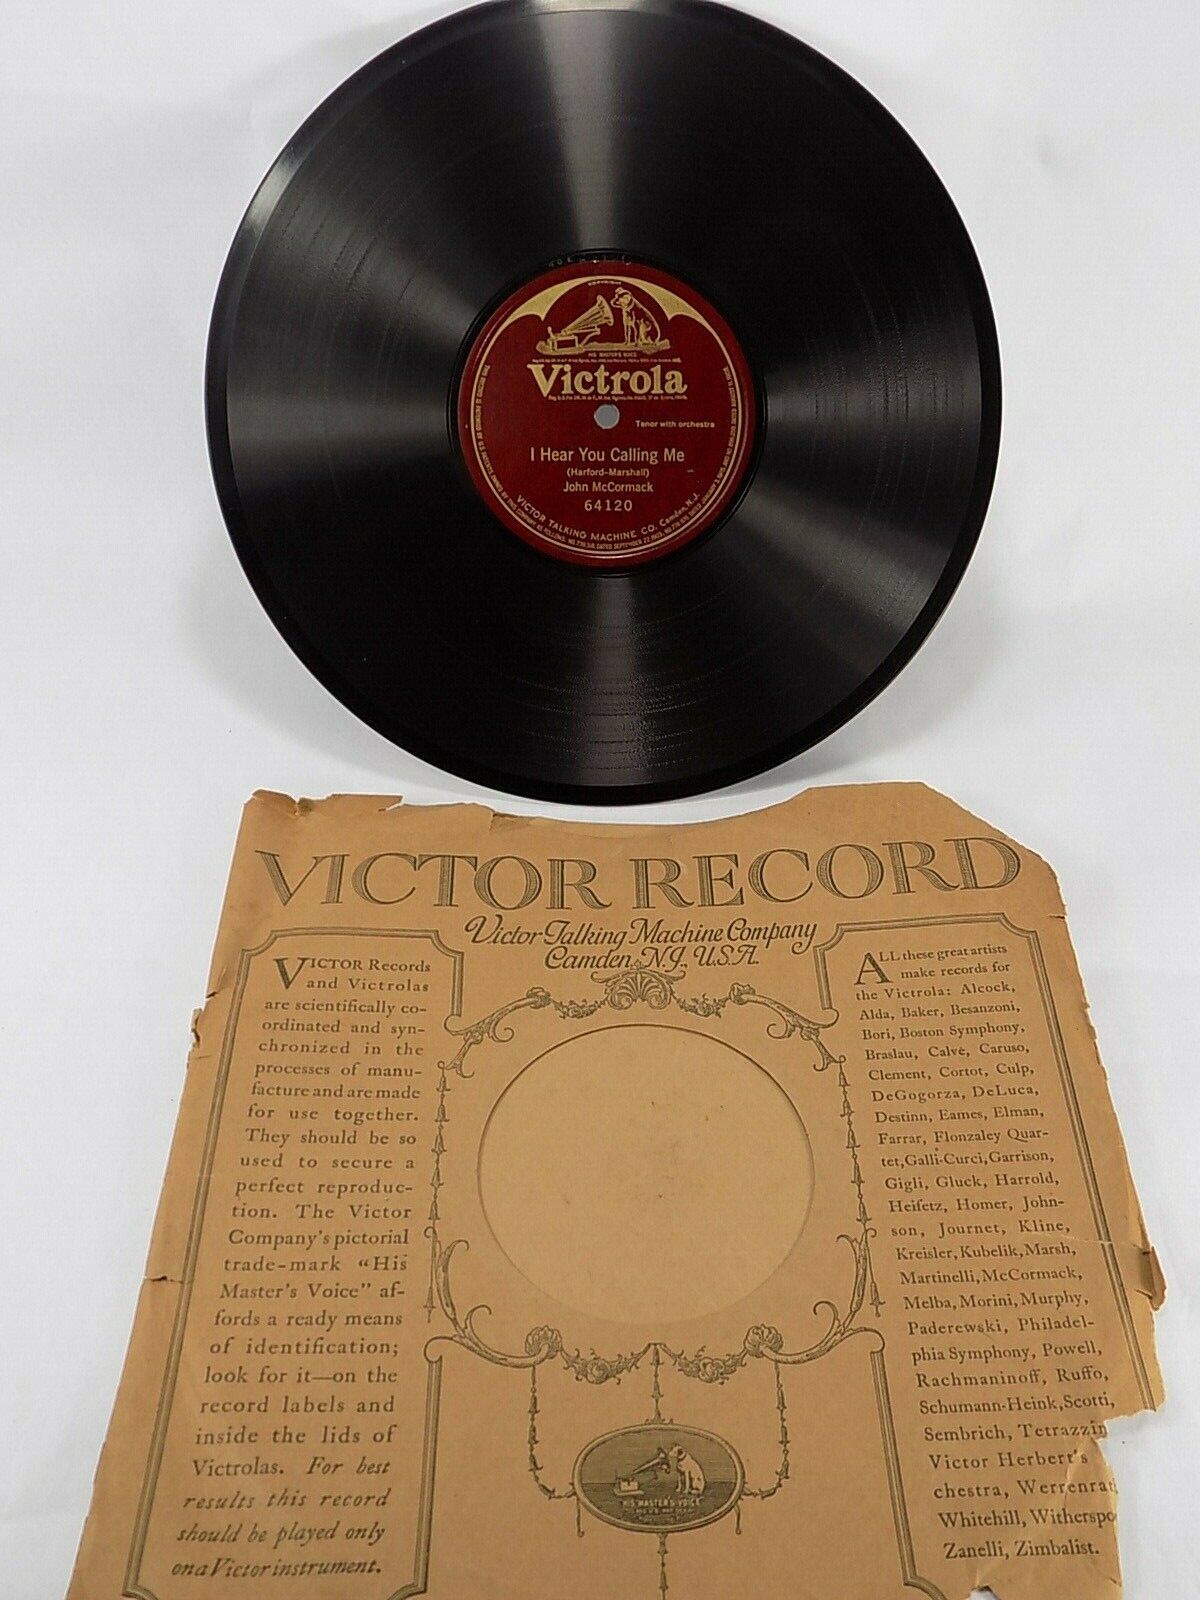 HIS MASTER'S VOICE
Victrola
Tenor with orchestra
I Hear You Calling Me
(Harford-Marshall)
John McCormack
64120
VICTOR TALKING MACHINE CO. Camden, N.J.
VICTOR RECORD
Victor Talking Machine Company
Camden, N.J., U.S.A.
VICTOR Records
and Victrolas
are scientifically co-
ordinated and syn-
chronized in the
processes of manu-
facture and are made
for use together.
They should be so
used to secure a
perfect reproduc-
tion. The Victor
Company's pictorial
trade-mark "His
Master's Voice" af-
fords a ready means
of identification;
look for it—on the
record labels and
inside the lids of
Victrolas. For best
results this record
should be played only
on a Victor instrument.
ALL these great artists
make records for
the Victrola: Alcock,
Alda, Baker, Besanzoni,
Bori, Boston Symphony,
Braslau, Calvé, Caruso,
Clement, Cortot, Culp,
DeGogorza, DeLuca,
Destinn, Eames, Elman,
Farrar, Flonzaley Quar-
tet, Galli-Curci, Garrison,
Gigli, Gluck, Harrold,
Heifetz, Homer, John-
son, Journet, Kline,
Kreisler, Kubelik, Marsh,
Martinelli, McCormack,
Melba, Morini, Murphy,
Paderewski, Philadel-
phia Symphony, Powell,
Rachmaninoff, Ruffo,
Schumann-Heink, Scotti,
Sembrich, Tetrazzin
Victor Herbert's
chestra, Werrenrat
Whitehill, Witherspo
Zanelli, Zimbalist.
HIS MASTER'S VOICE